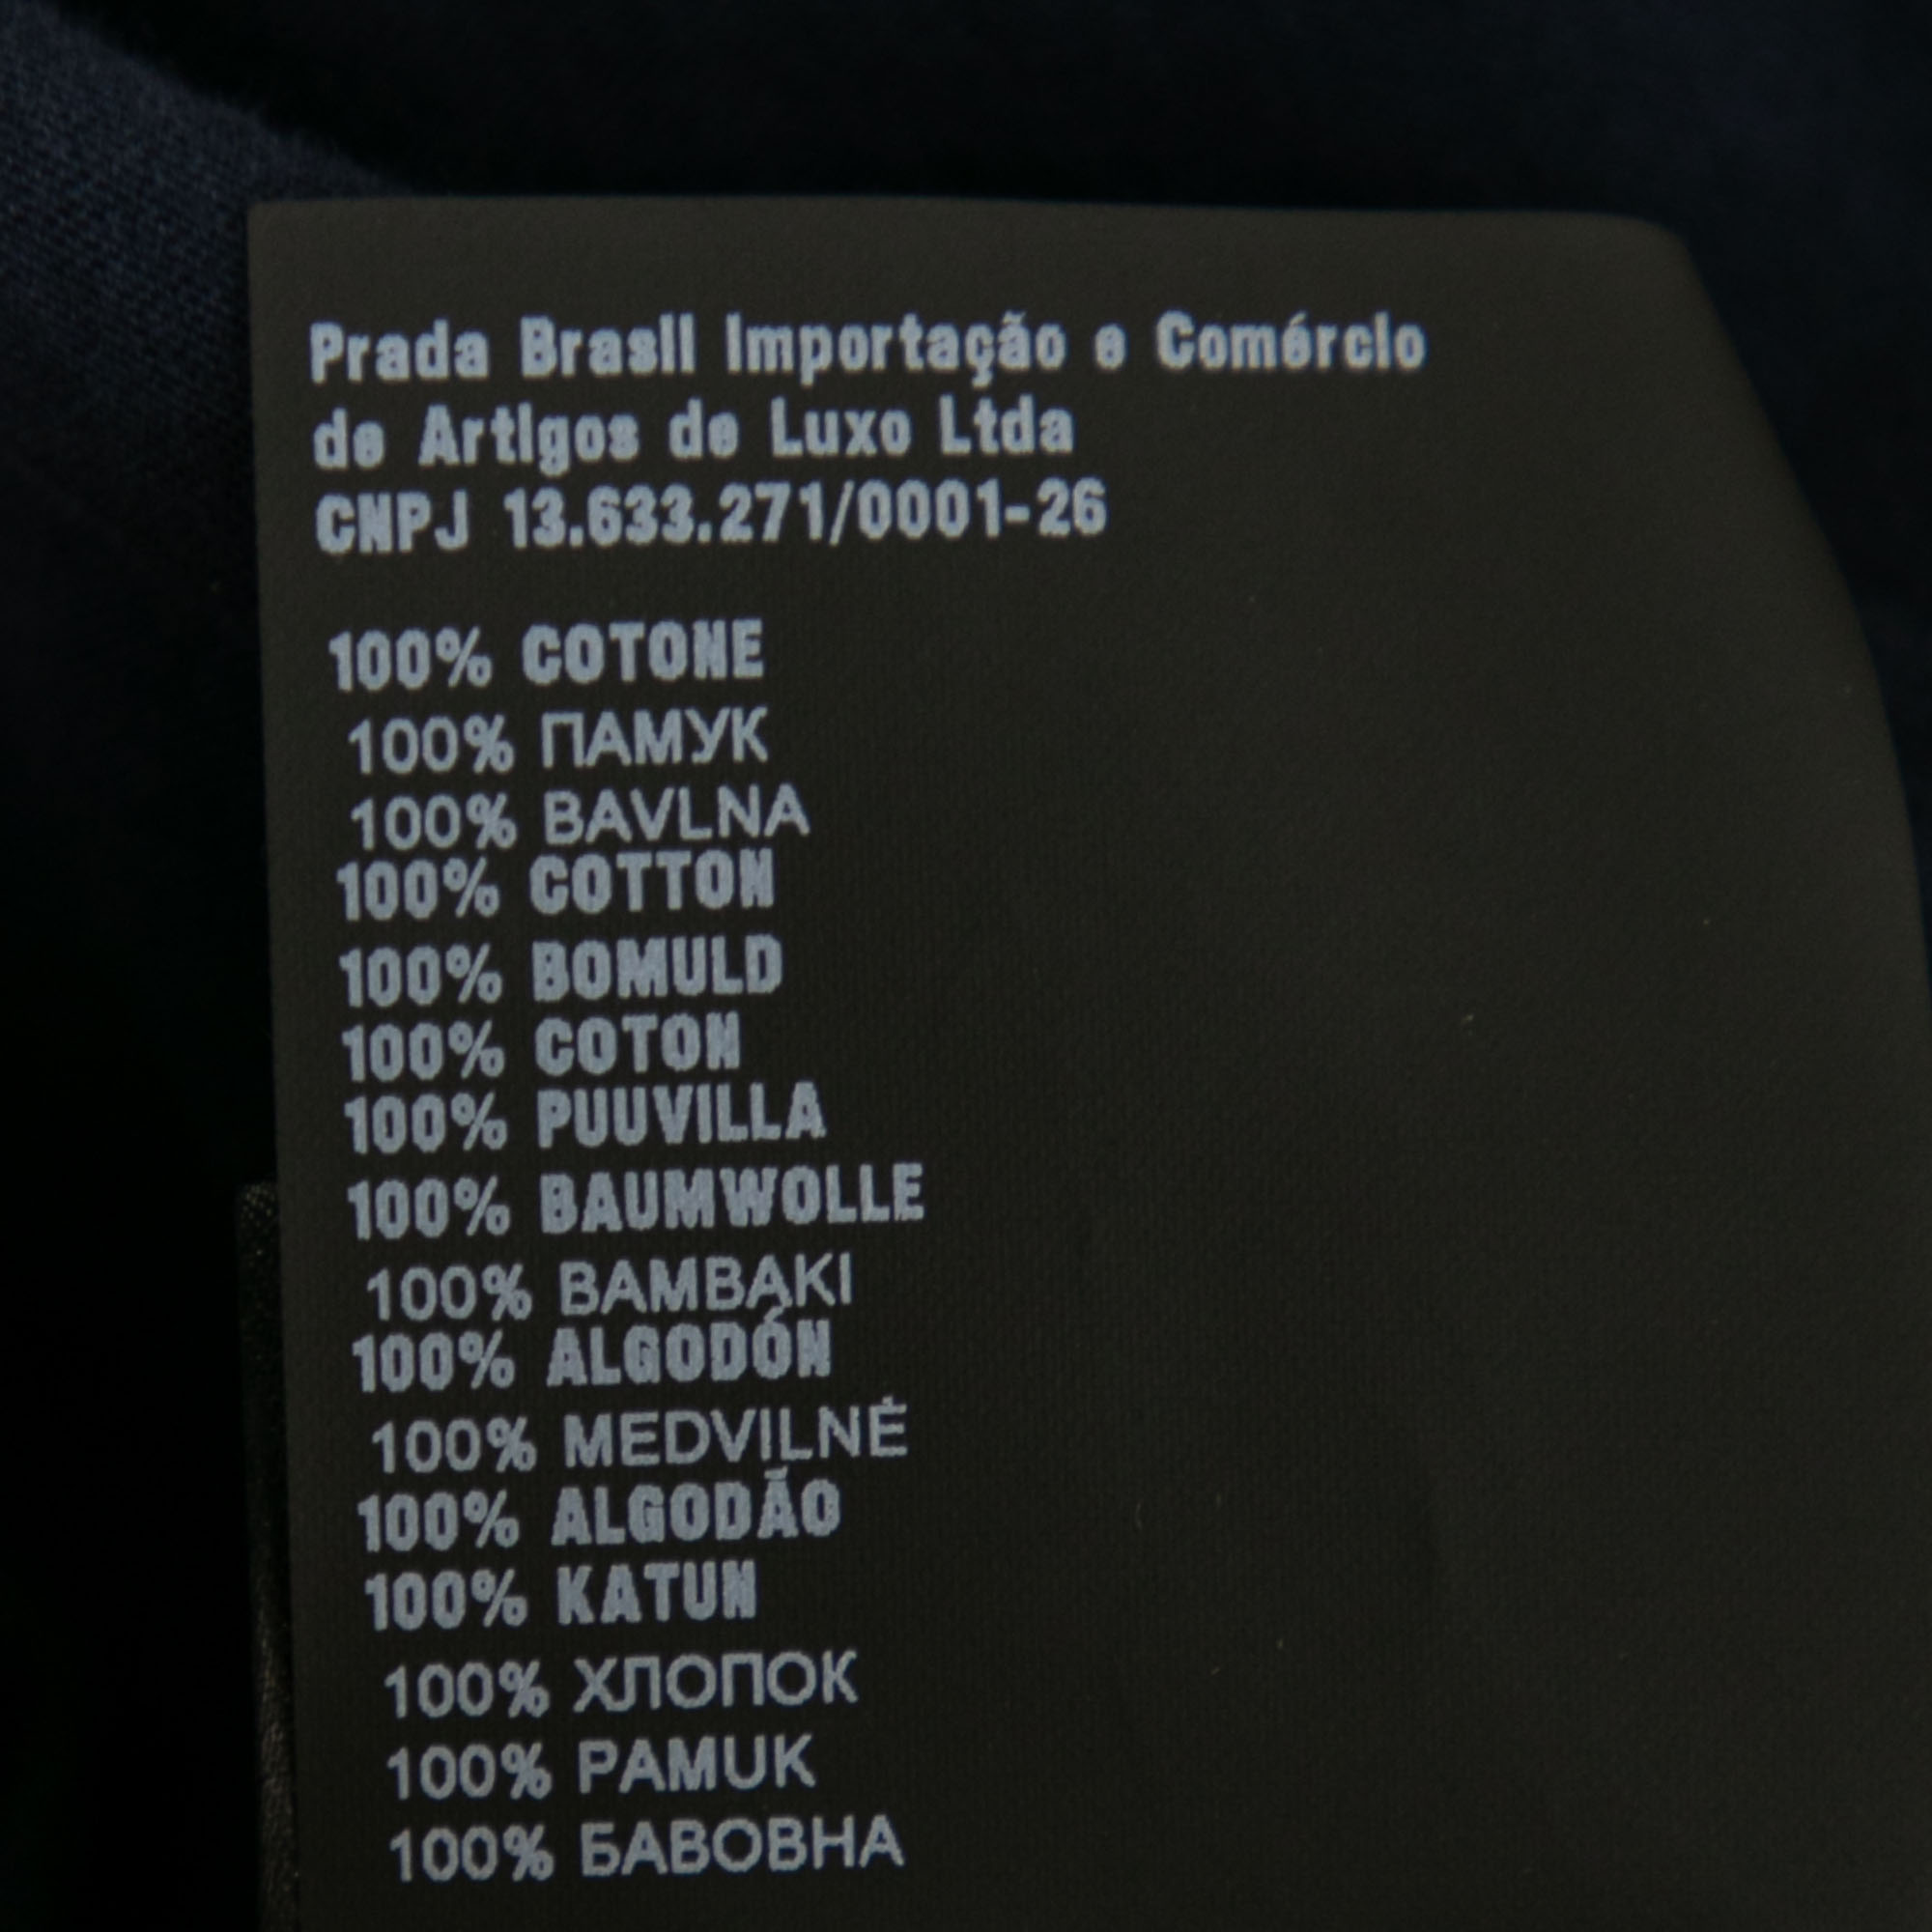 Prada Brasil Importação e Comércio
de Artigos de Luxo Ltda
CNPJ 13.633.271/0001-26
100% COTONE
100% ПАМУК
100% BAVLNA
100% COTTON
100% BOMULD
100% COTON
100% PUUVILLA
100% BAUMWOLLE
100% ΒΑΜΒΑΚΙ
100% ALGODÓN
100% MEDVILNĖ
100% ALGODÃO
100% KATUN
100% ХЛОПОК
100% PAMUK
100% БАВОВНА